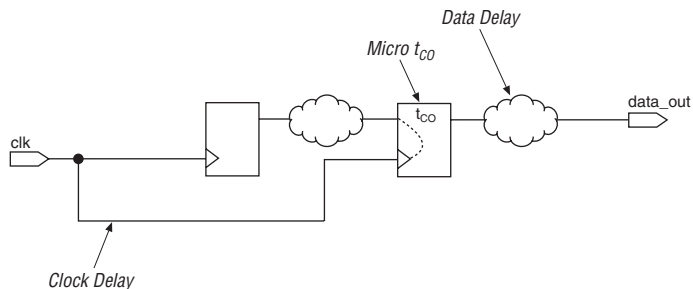 Data Delay
Micro tCO
tCO
data_out
clk
Clock Delay